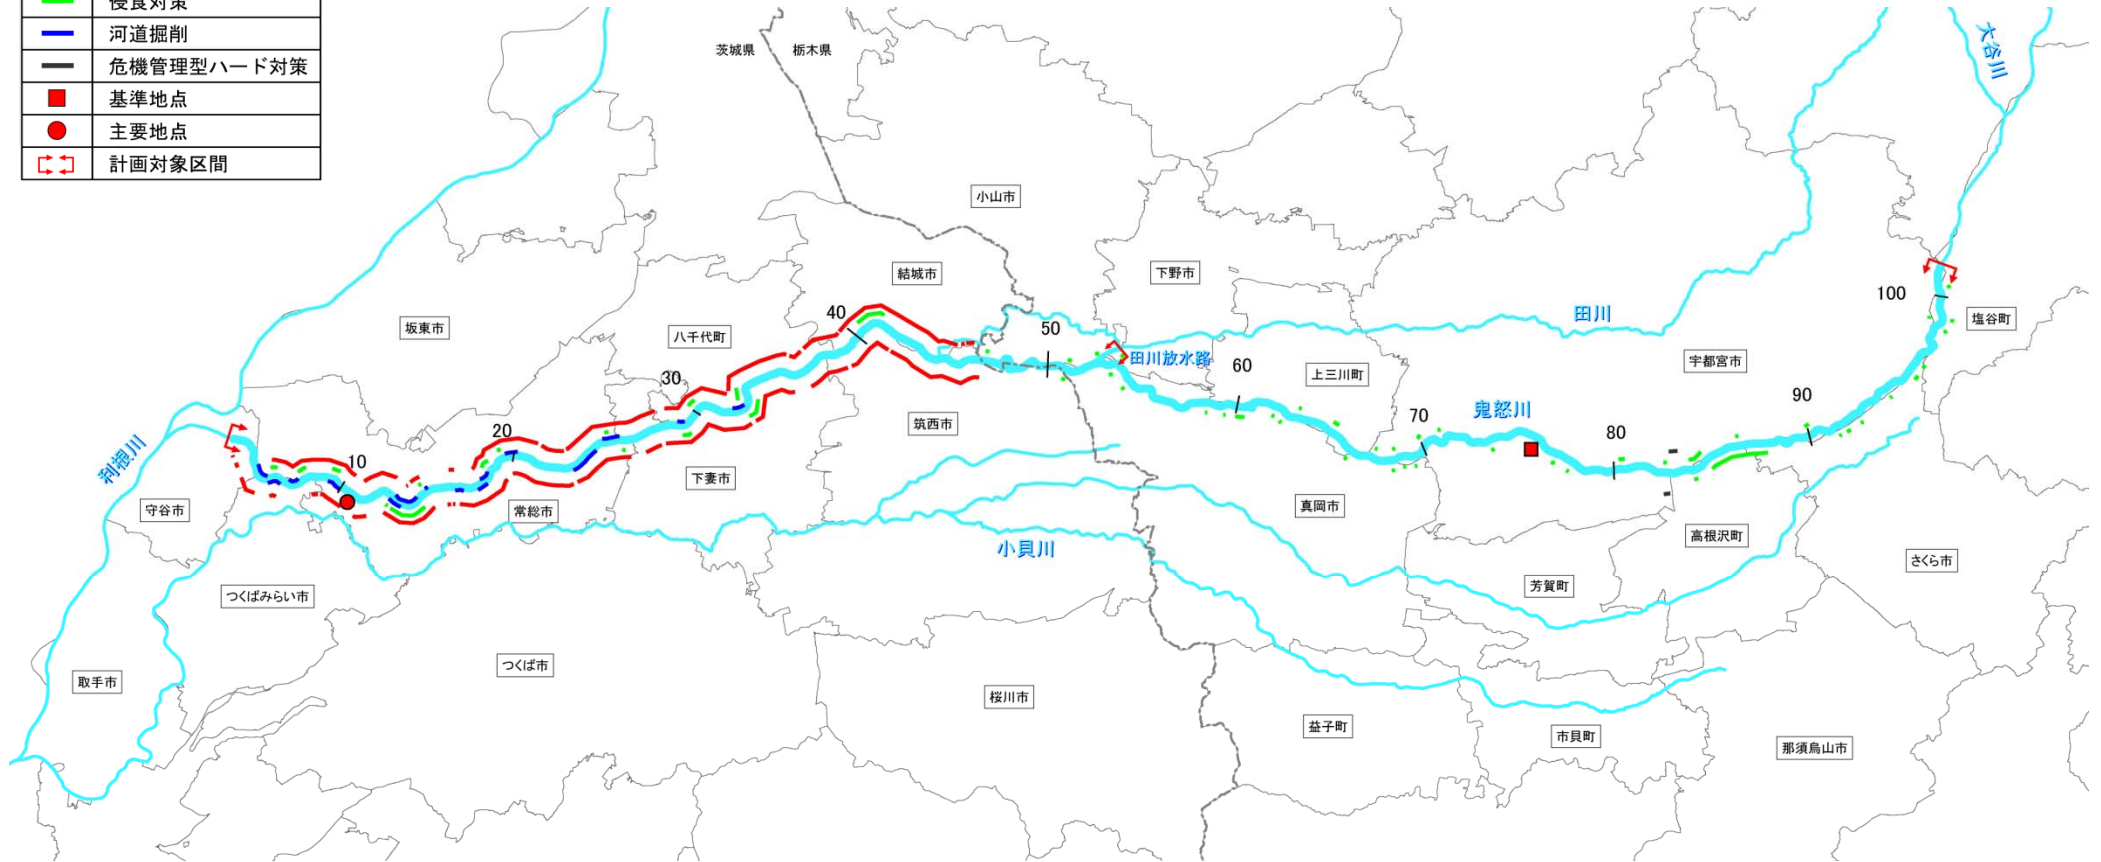 侵食対策
河道掘削
危機管理型ハード対策
基準地点
主要地点
計画対象区間
茨城県
栃木県
大谷川
小山市
結城市
下野市
坂東市
八千代町
田川
宇都宮市
塩谷町
田川放水路
上三川町
鬼怒川
利根川
守谷市
常総市
下妻市
筑西市
真岡市
高根沢町
さくら市
小貝川
芳賀町
つくばみらい市
取手市
つくば市
桜川市
益子町
市貝町
那須烏山市
10
20
30
40
50
60
70
80
90
100